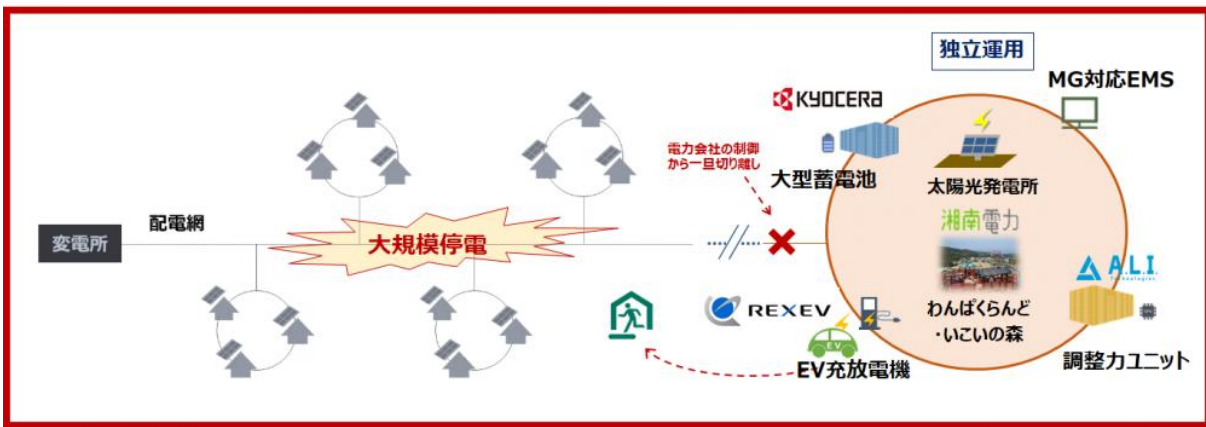 独立運用
MG対応EMS
KYOCERA
電力会社の制御
から一旦切り離し
大型蓄電池
太陽光発電所
湘南電力
配電網
変電所
大規模停電
A.L.I.
Technologies
REXEV
わんぱくらんど
・いこいの森
EV
EV充放電機
調整力ユニット